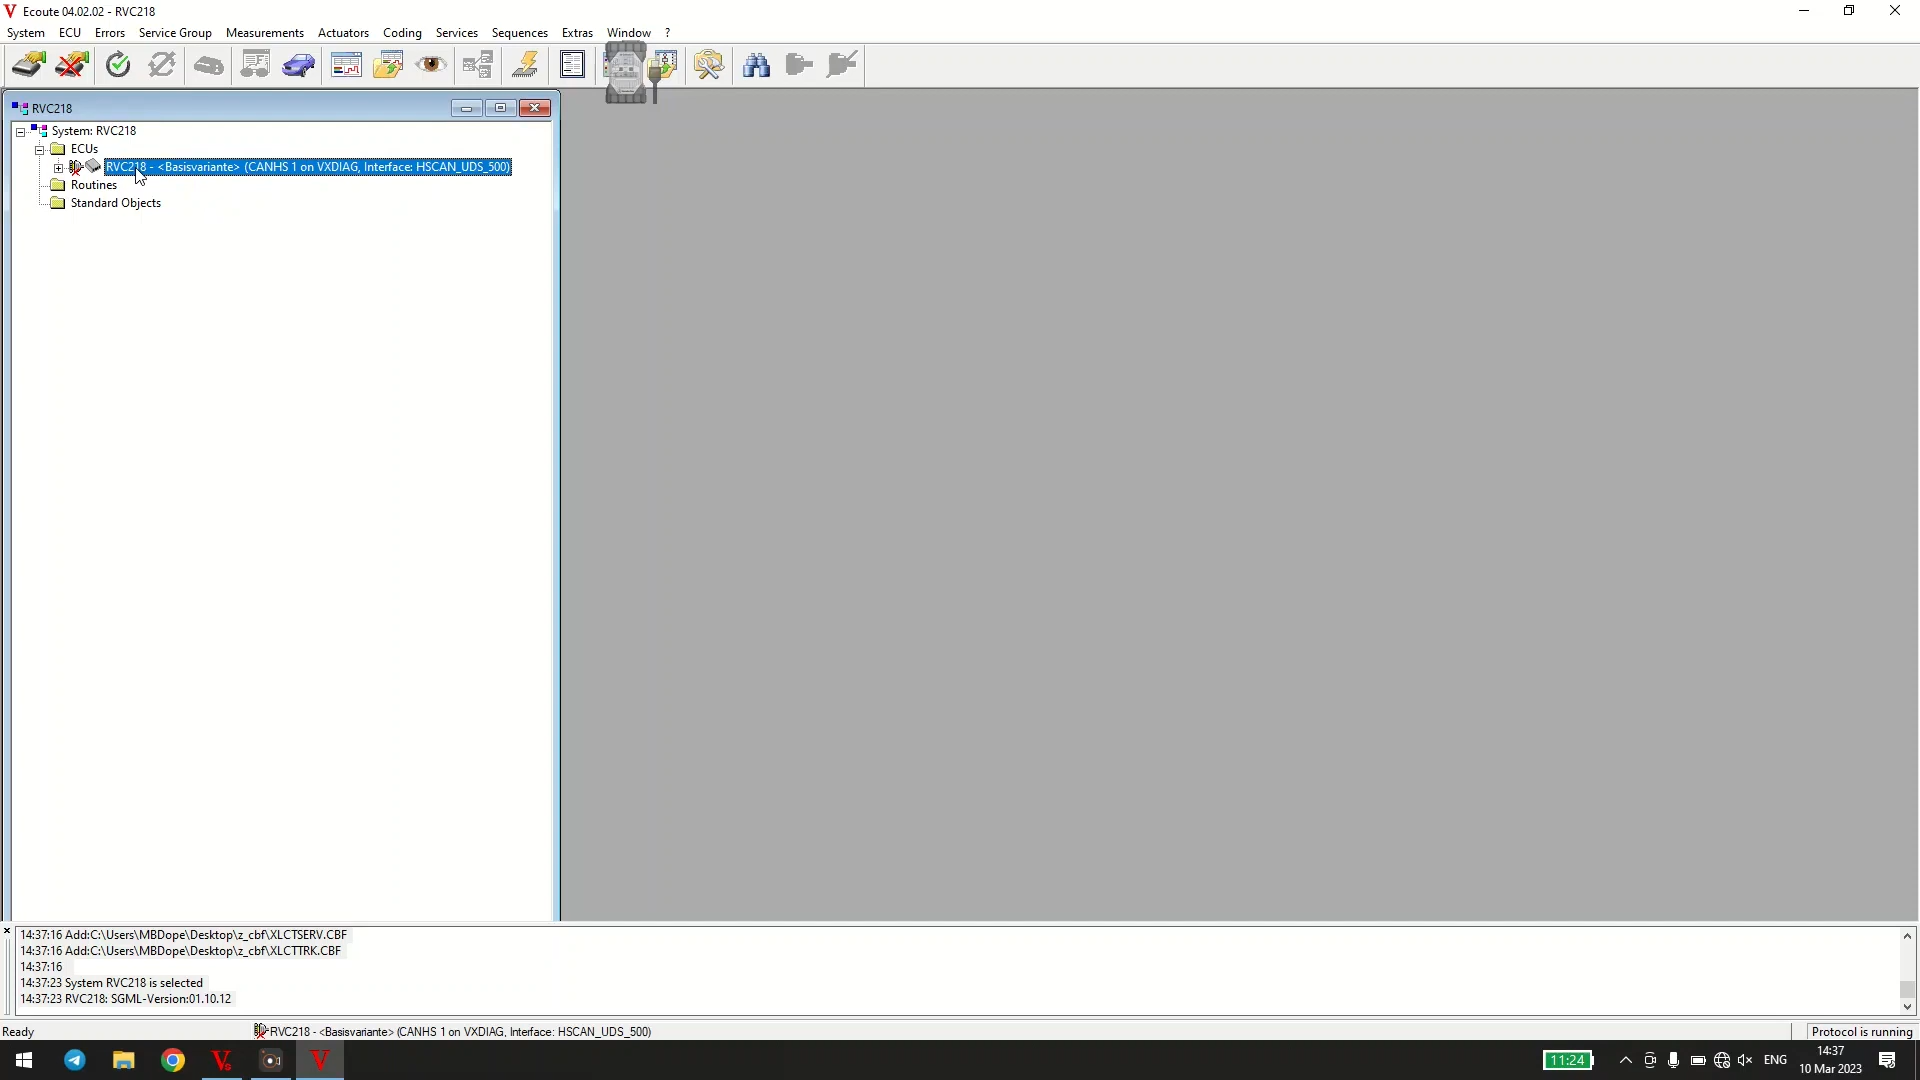 Ecoute 04.02.02 - RVC218
System ECU Errors Service Group Measurements Actuators Coding Services Sequences Extras Window ?
RVC218
System: RVC218
ECUs
RVC218 - <Basisvariante> (CANHS 1 on VXDIAG, Interface: HSCAN_UDS_500)
Routines
Standard Objects
14:37:16 Add:C:\Users\MBDope\Desktop\z_cbf\XLCTSERV.CBF
14:37:16 Add:C:\Users\MBDope\Desktop\z_cbf\XLCTTRK.CBF
14:37:16
14:37:23 System RVC218 is selected
14:37:23 RVC218: SGML-Version:01.10.12
Ready RVC218 - <Basisvariante> (CANHS 1 on VXDIAG, Interface: HSCAN_UDS_500) Protocol is running
11:24 ENG 14:37
10 Mar 2023